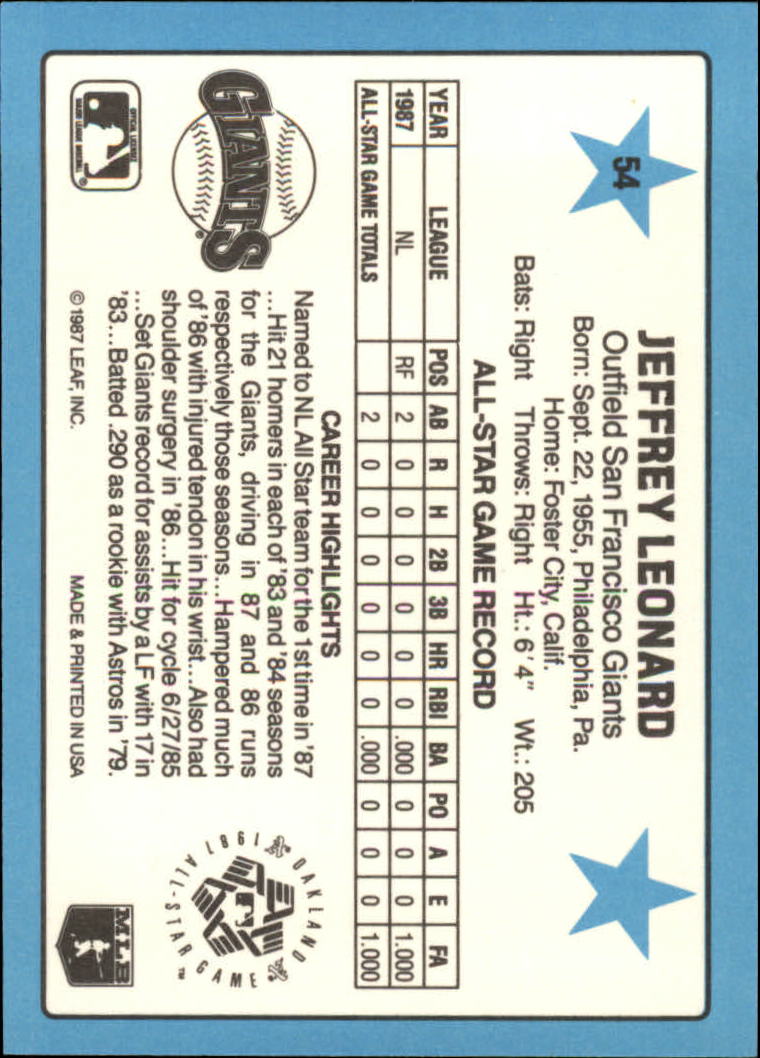 54
JEFFREY LEONARD
Outfield San Francisco Giants
Born: Sept. 22, 1955, Philadelphia, Pa.
Home: Foster City, Calif.
Bats: Right Throws: Right Ht.: 6'4" Wt.: 205
ALL-STAR GAME RECORD
YEAR LEAGUE POS AB R H 2B 3B HR RBI BA PO A E FA
1987 NL RF 2 0 0 0 0 0 0 .000 0 0 0 1.000
ALL-STAR GAME TOTALS 2 0 0 0 0 0 0 .000 0 0 0 1.000
GIANTS ®
CAREER HIGHLIGHTS
Named to NL All Star team for the 1st time in '87
...Hit 21 homers in each of '83 and '84 seasons
for the Giants, driving in 87 and 86 runs
respectively those seasons...Hampered much
of '86 with injured tendon in his wrist...Also had
shoulder surgery in '86... Hit for cycle 6/27/85
...Set Giants record for assists by a LF with 17 in
'83... Batted .290 as a rookie with Astros in '79.
OAKLAND
1987 ALL-STAR GAME
TM
OFFICIAL LICENSEE
MAJOR LEAGUE BASEBALL ®
© 1987 LEAF, INC.
MADE & PRINTED IN USA
MLB